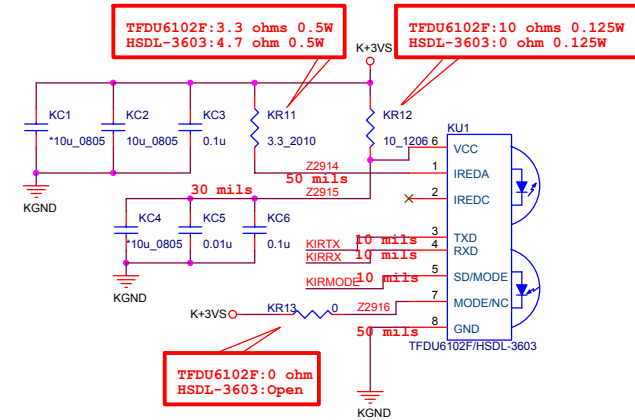 TFDU6102F:3.3 ohms 0.5W
HSDL-3603:4.7 ohm 0.5W
TFDU6102F:10 ohms 0.125W
HSDL-3603:0 ohm 0.125W
K+3VS
KC1
*10u_0805
KC2
10u_0805
KC3
0.1u
KR11
3.3_2010
KR12
10_1206
KU1
6 VCC
Z2914
1 IREDA
50 mils
30 mils
Z2915
2 IREDC
KGND
KC4
*10u_0805
KC5
0.01u
KC6
0.1u
KIRTX
10 mils
3 TXD
KIRRX
10 mils
4 RXD
KIRMODE
10 mils
5 SD/MODE
KGND
K+3VS
KR13
0
Z2916
7 MODE/NC
50 mils
8 GND
TFDU6102F/HSDL-3603
TFDU6102F:0 ohm
HSDL-3603:Open
KGND